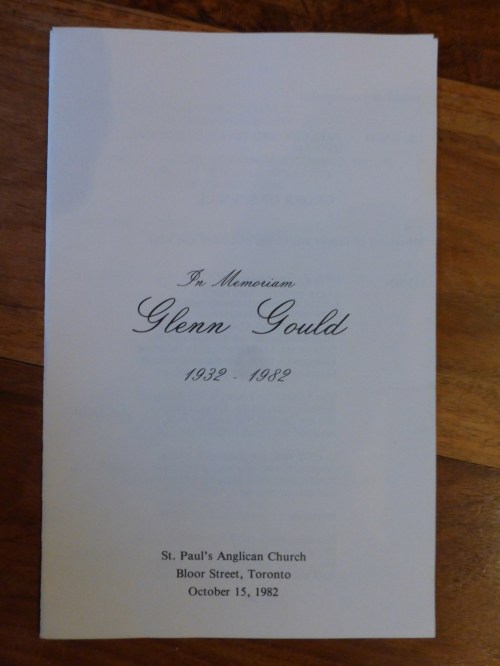 In Memoriam
Glenn Gould
1932 - 1982
St. Paul's Anglican Church
Bloor Street, Toronto
October 15, 1982